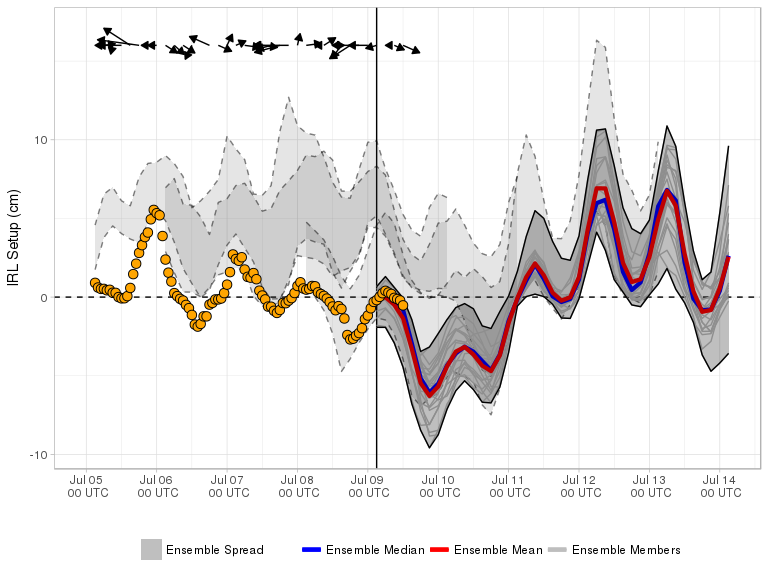 IRL Setup (cm)
10
0
-10
Jul 05 Jul 06 Jul 07 Jul 08 Jul 09 Jul 10 Jul 11 Jul 12 Jul 13 Jul 14
00 UTC 00 UTC 00 UTC 00 UTC 00 UTC 00 UTC 00 UTC 00 UTC 00 UTC 00 UTC
Ensemble Spread Ensemble Median Ensemble Mean Ensemble Members